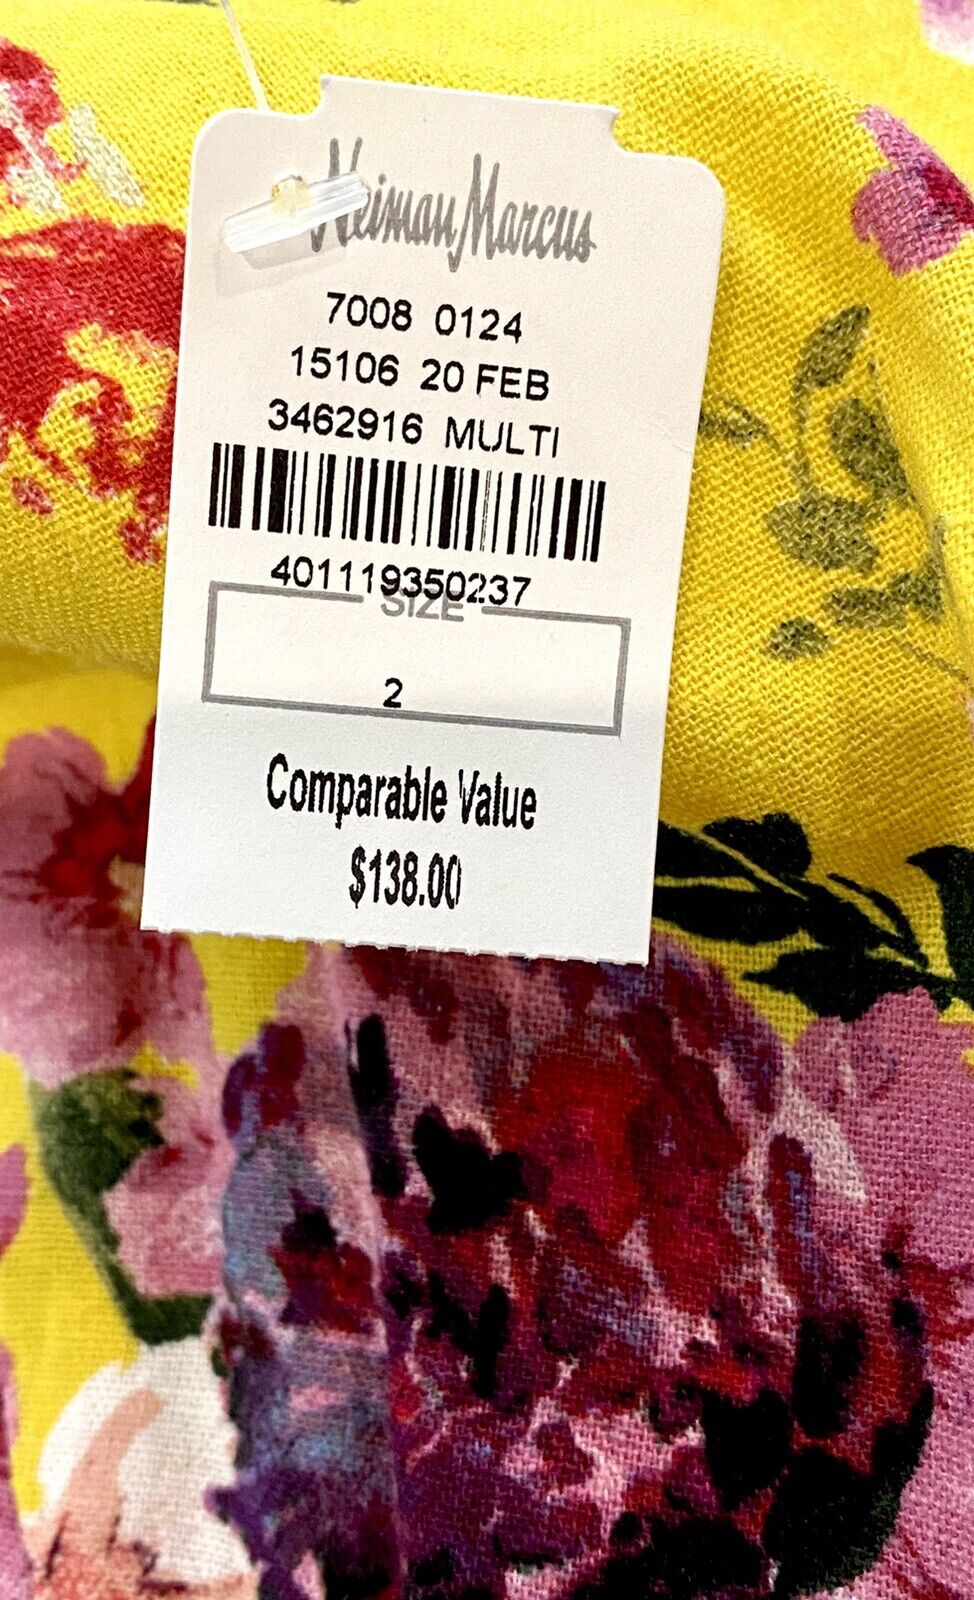 Neiman Marcus
7008 0124
15106 20 FEB
3462916 MULTI
401119350237
SIZE
2
Comparable Value
$138.00